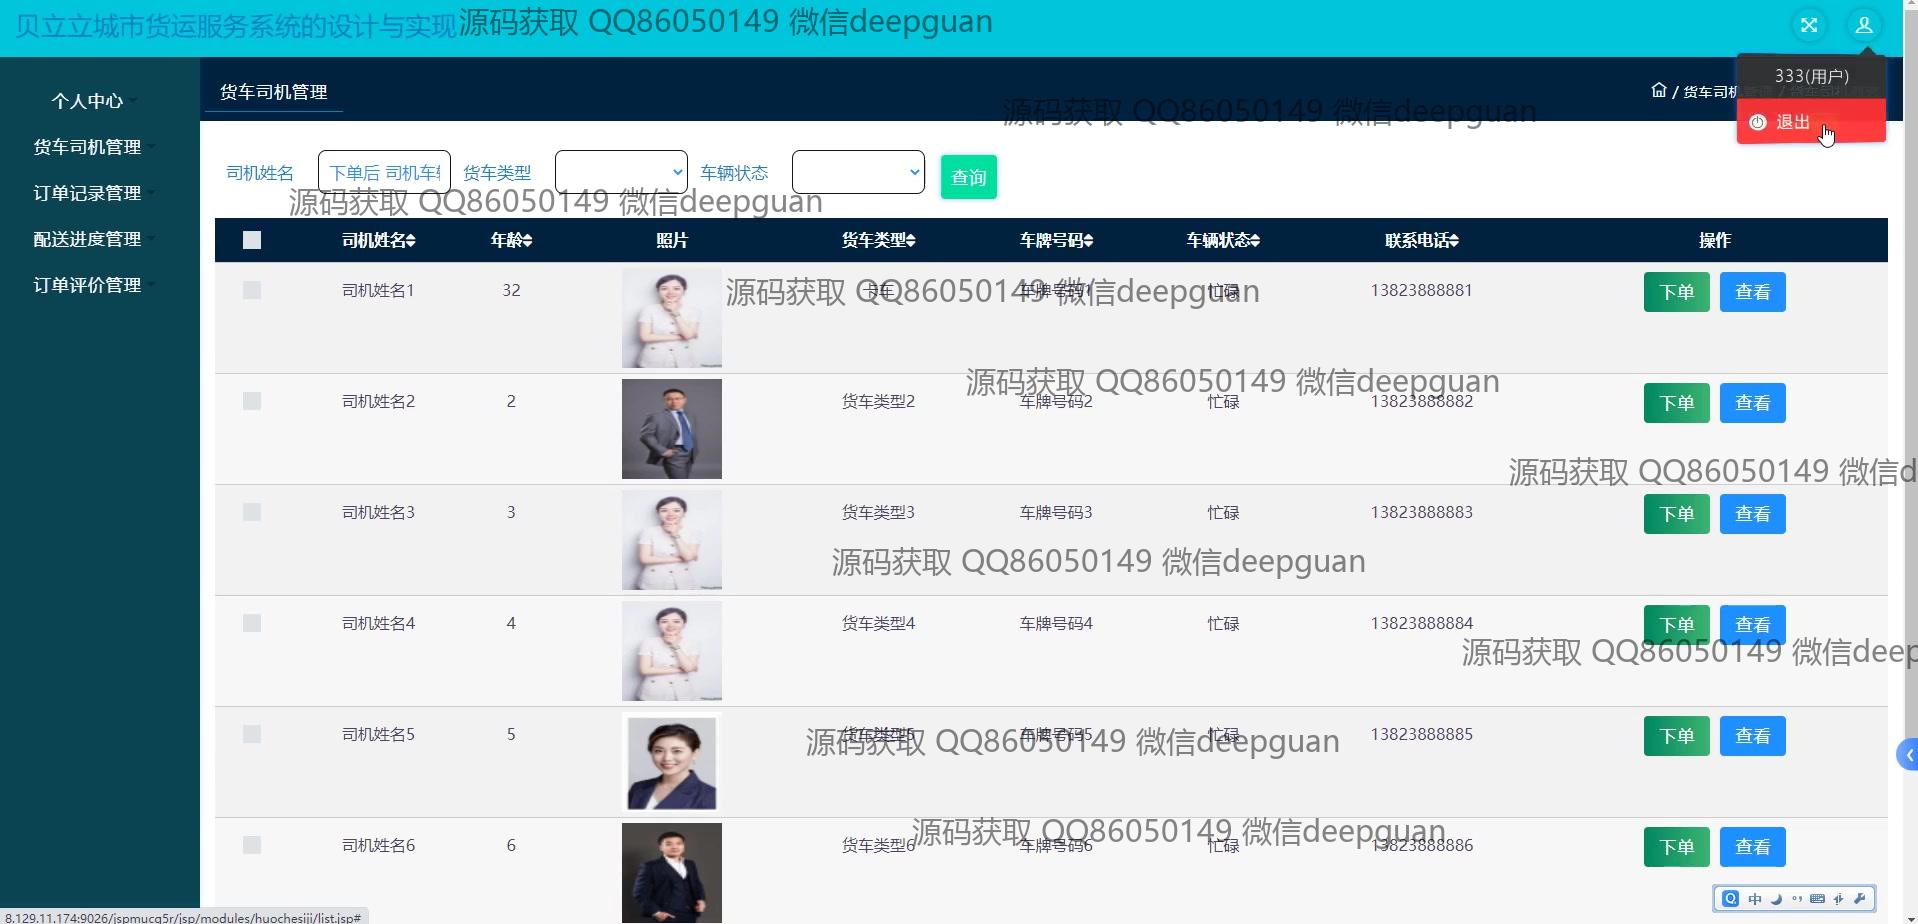 贝立立城市货运服务系统的设计与实现
源码获取 QQ86050149 微信deepguan
333(用户)
退出
个人中心
货车司机管理
订单记录管理
配送进度管理
订单评价管理
货车司机管理
/ 货车司机
源码获取 QQ86050149 微信deepguan
司机姓名 下单后 司机车 货车类型 车辆状态 查询
源码获取 QQ86050149 微信deepguan
司机姓名 年龄 照片 货车类型 车牌号码 车辆状态 联系电话 操作
司机姓名1 32 卡车 车牌号码1 忙碌 13823888881 下单 查看
源码获取 QQ86050149 微信deepguan
源码获取 QQ86050149 微信deepguan
司机姓名2 2 货车类型2 车牌号码2 忙碌 13823888882 下单 查看
源码获取 QQ86050149 微信d
司机姓名3 3 货车类型3 车牌号码3 忙碌 13823888883 下单 查看
源码获取 QQ86050149 微信deepguan
司机姓名4 4 货车类型4 车牌号码4 忙碌 13823888884 下单 查看
源码获取 QQ86050149 微信deep
司机姓名5 5 货车类型5 车牌号码5 忙碌 13823888885 下单 查看
源码获取 QQ86050149 微信deepguan
源码获取 QQ86050149 微信deepguan
司机姓名6 6 货车类型6 车牌号码6 忙碌 13823888886 下单 查看
中
8.129.11.174:9026/jspmucg5r/jsp/modules/huochesiji/list.jsp#